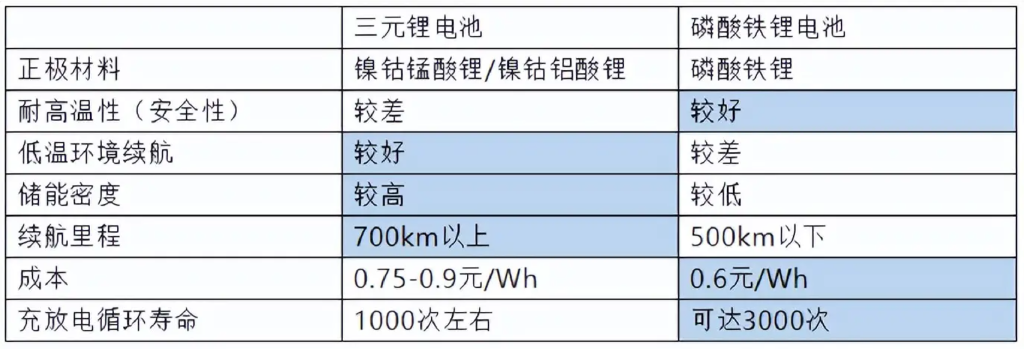 三元锂电池 磷酸铁锂电池
正极材料 镍钴锰酸锂/镍钴铝酸锂 磷酸铁锂
耐高温性（安全性） 较差 较好
低温环境续航 较好 较差
储能密度 较高 较低
续航里程 700km以上 500km以下
成本 0.75-0.9元/Wh 0.6元/Wh
充放电循环寿命 1000次左右 可达3000次